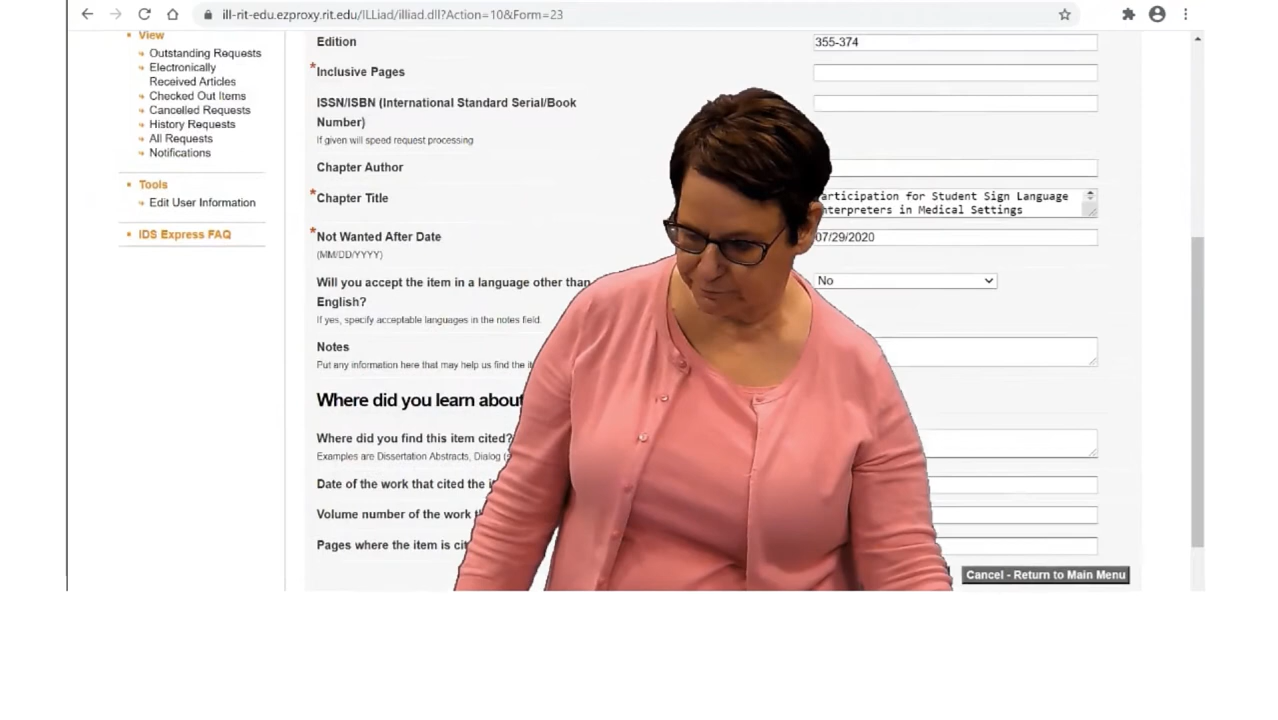 ill-rit-edu.ezproxy.rit.edu/ILLiad/illiad.dll?Action=10&Form=23
View
Outstanding Requests
Electronically
Received Articles
Checked Out Items
Cancelled Requests
History Requests
All Requests
Notifications
Tools
Edit User Information
IDS Express FAQ
Edition
355-374
*Inclusive Pages
ISSN/ISBN (International Standard Serial/Book
Number)
If given will speed request processing
Chapter Author
*Chapter Title
articipation for Student Sign Language
nterpreters in Medical Settings
*Not Wanted After Date
07/29/2020
(MM/DD/YYYY)
Will you accept the item in a language other than
English?
No
If yes, specify acceptable languages in the notes field.
Notes
Put any information here that may help us find the it
Where did you learn about
Where did you find this item cited?
Examples are Dissertation Abstracts, Dialog
Date of the work that cited the
Volume number of the work
Pages where the item is cit
Cancel - Return to Main Menu